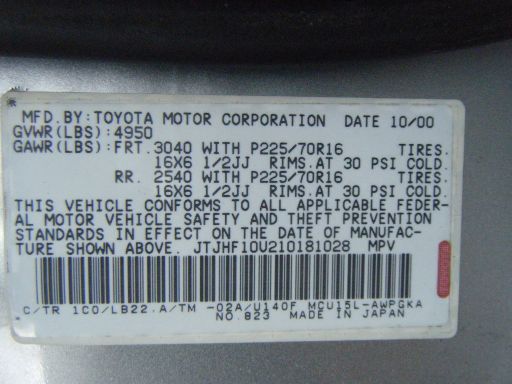 MFD.BY:TOYOTA MOTOR CORPORATION DATE 10/00
GVWR(LBS):4950
GAWR(LBS):FRT.3040 WITH P225/70R16 TIRES.
16X6 1/2JJ RIMS.AT 30 PSI COLD.
RR. 2540 WITH P225/70R16 TIRES.
16X6 1/2JJ RIMS.AT 30 PSI COLD.
THIS VEHICLE CONFORMS TO ALL APPLICABLE FEDER-
AL MOTOR VEHICLE SAFETY AND THEFT PREVENTION
STANDARDS IN EFFECT ON THE DATE OF MANUFAC-
TURE SHOWN ABOVE. JTJHF10U210181028 MPV
C/TR 1C0/LB22.A/TM -02A/U140F MCU15L-AWPGKA
NO.823 MADE IN JAPAN